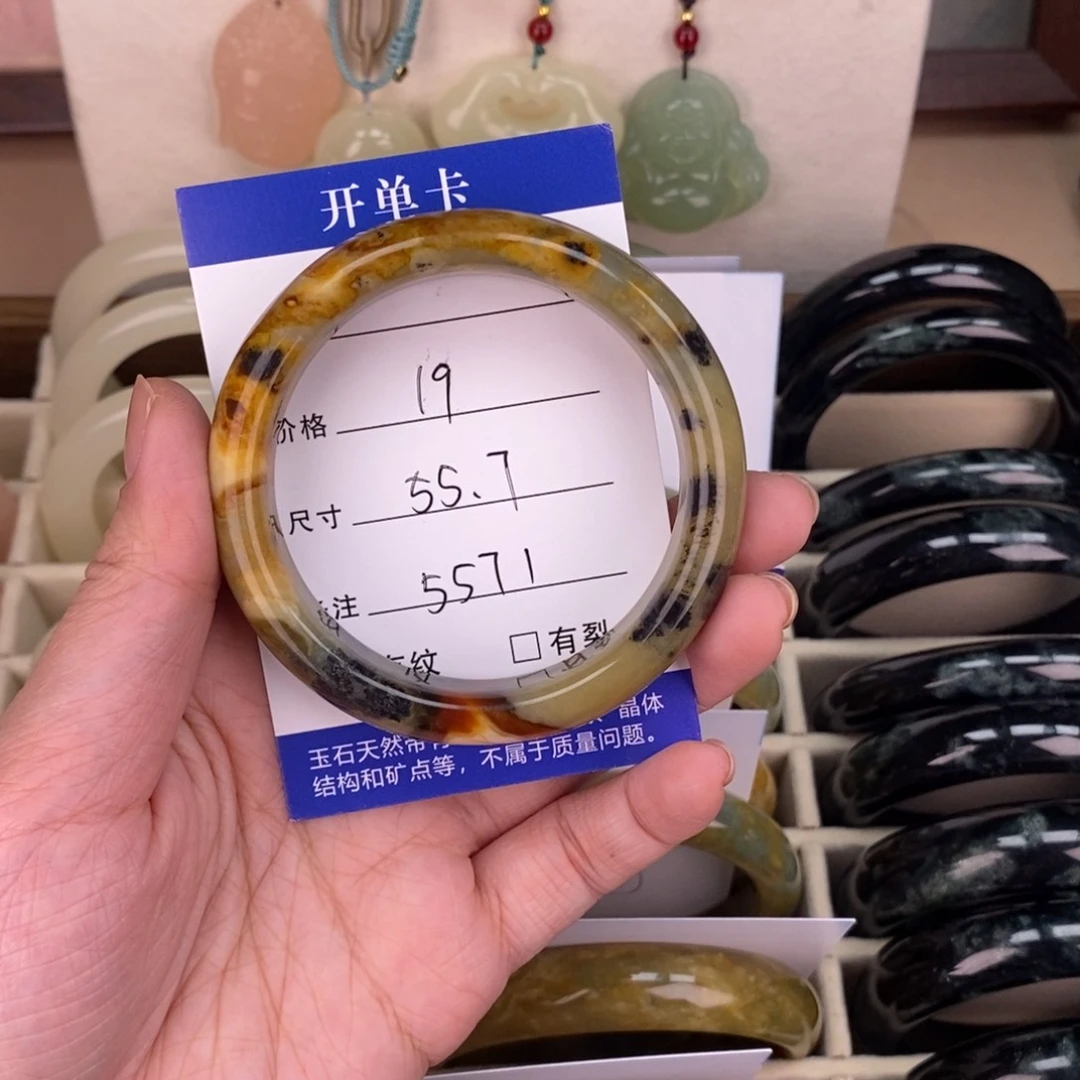 开单卡
价格 19
尺寸 55.7
注 5571
纹 □有裂
玉石天然带 晶体
结构和矿点等，不属于质量问题。